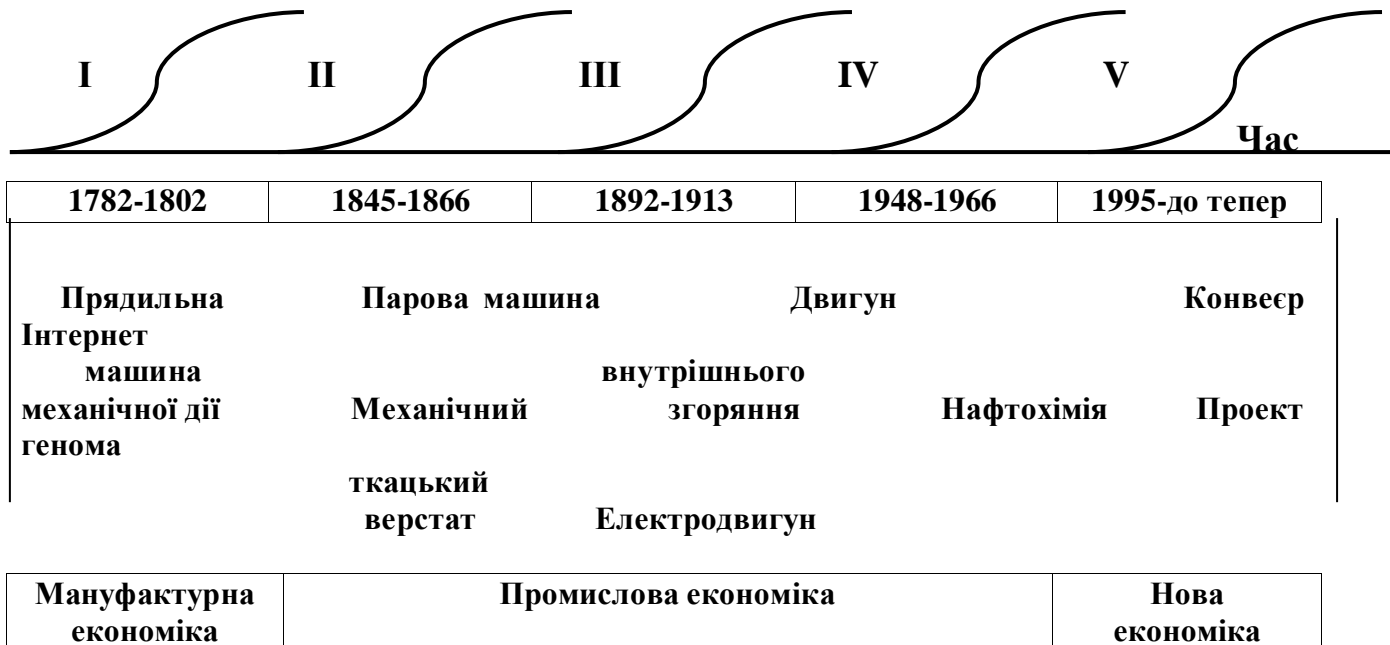 I II III IV V
Час
1782-1802 1845-1866 1892-1913 1948-1966 1995-до тепер
Прядильна Парова машина Двигун Конвеєр
Інтернет
машина внутрішнього
механічної дії Механічний згоряння Нафтохімія Проект
генома
ткацький
верстат Електродвигун
Мануфактурна Промислова економіка Нова
економіка економіка